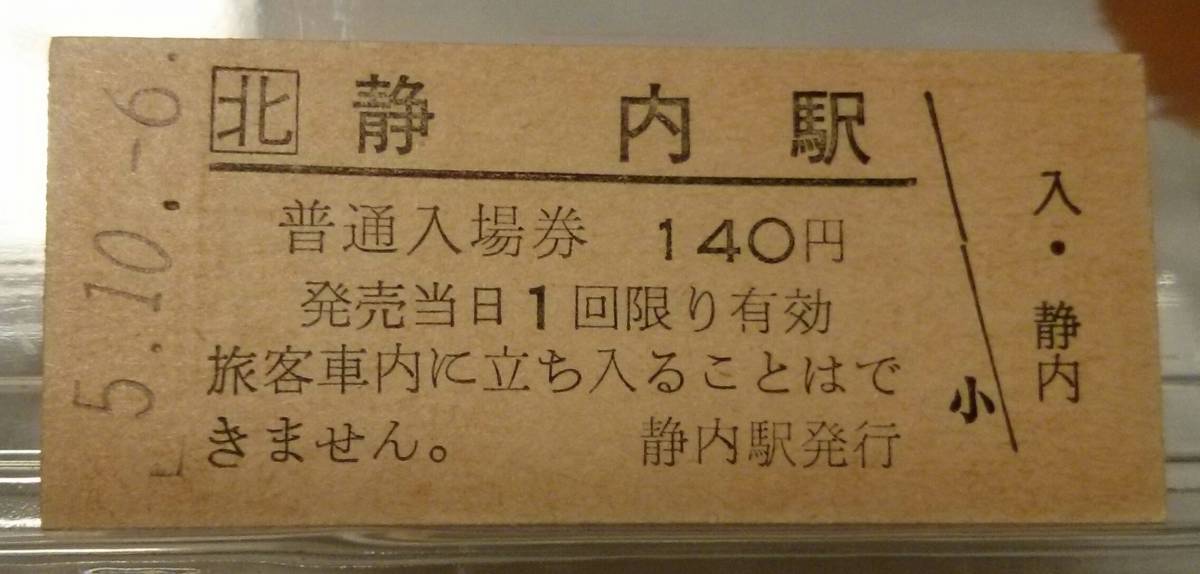 5.10.-6.
北 静内駅
普通入場券 140円
発売当日1回限り有効
旅客車内に立ち入ることはで
きません。 静内駅発行
小
入・静内